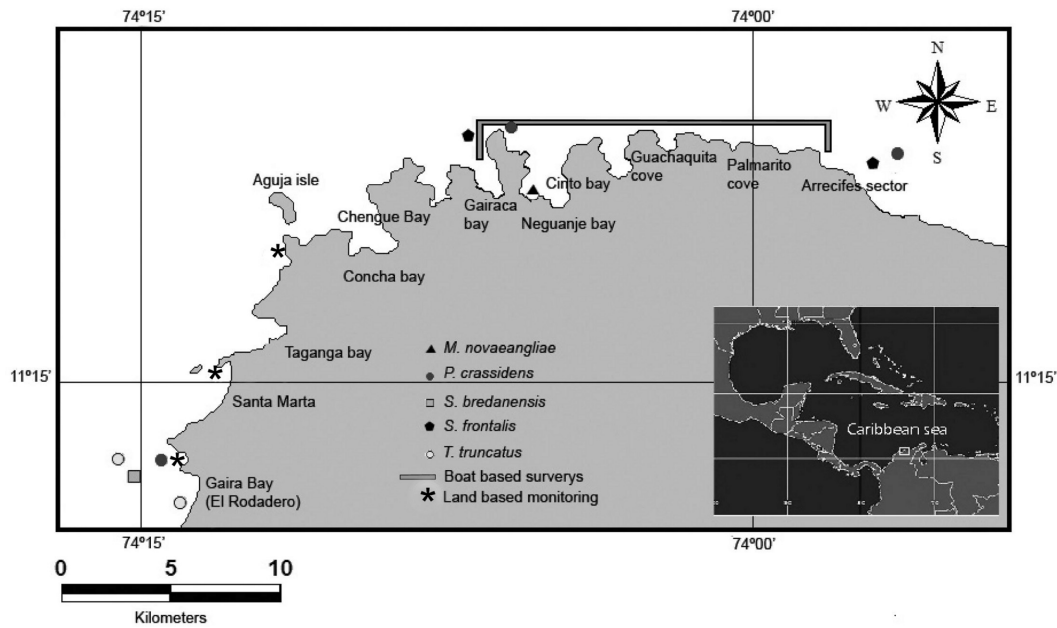 74º15'
74º00'
N
W
E
S
Aguja isle
Chengue Bay
Concha bay
Gairaca
bay
Neguanje bay
Cinto bay
Guachaquita
cove
Palmarito
cove
Arrecifes sector
Taganga bay
11º15'
11º15'
Santa Marta
Gaira Bay
(El Rodadero)
M. novaeangliae
P. crassidens
S. bredanensis
S. frontalis
T. truncatus
Boat based surverys
Land based monitoring
Caribbean sea
74º15'
74º00'
0 5 10
Kilometers